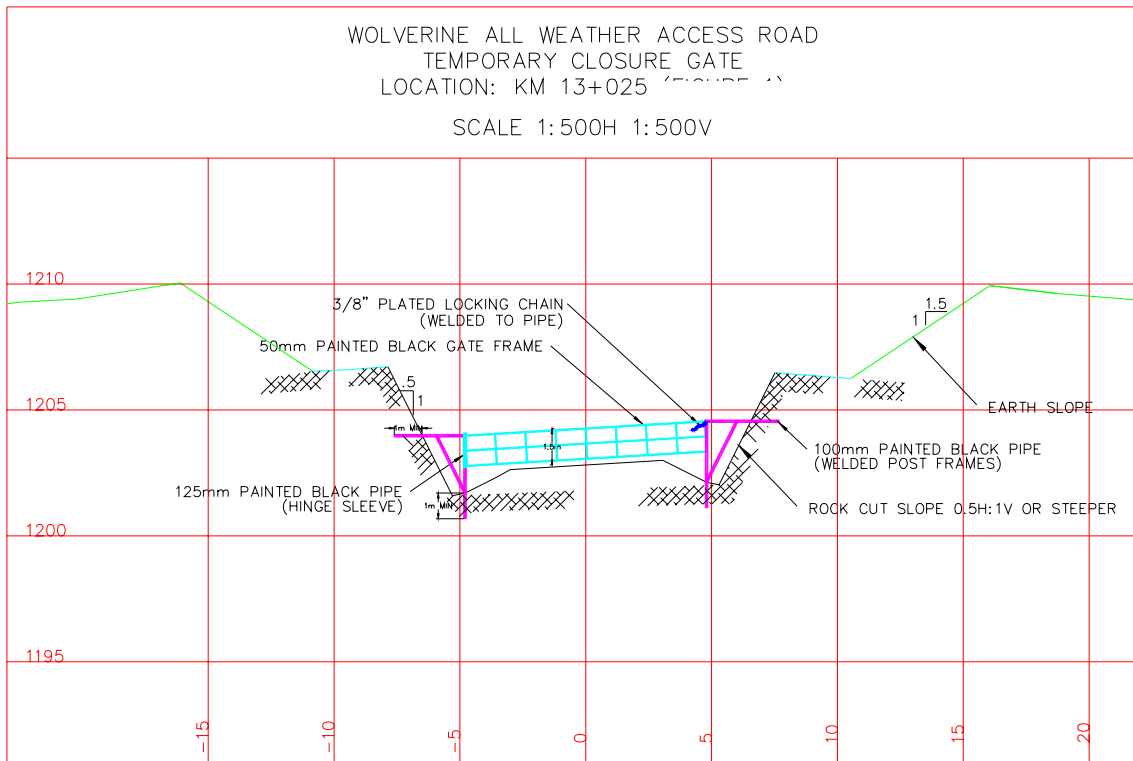 WOLVERINE ALL WEATHER ACCESS ROAD
TEMPORARY CLOSURE GATE
LOCATION: KM 13+025
SCALE 1:500H 1:500V
1210
3/8" PLATED LOCKING CHAIN
(WELDED TO PIPE)
1.5
1
50mm PAINTED BLACK GATE FRAME
.5
1
1205
EARTH SLOPE
1m MIN
1.5m
100mm PAINTED BLACK PIPE
(WELDED POST FRAMES)
125mm PAINTED BLACK PIPE
(HINGE SLEEVE)
1m MIN
ROCK CUT SLOPE 0.5H:1V OR STEEPER
1200
1195
-15
-10
-5
0
5
10
15
20